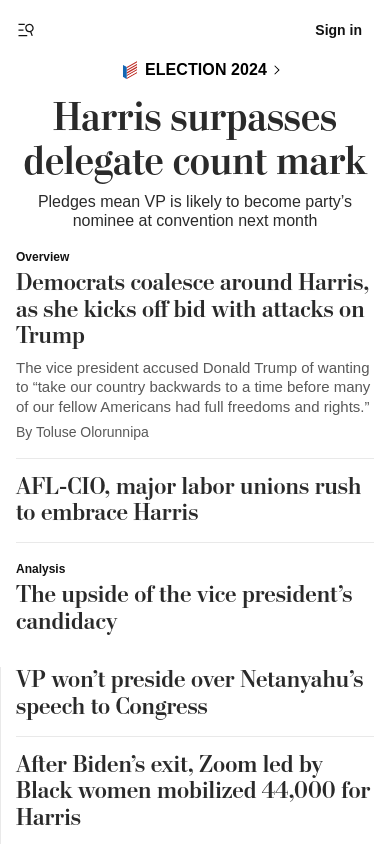 Sign in
ELECTION 2024
Harris surpasses
delegate count mark
Pledges mean VP is likely to become party’s
nominee at convention next month
Overview
Democrats coalesce around Harris,
as she kicks off bid with attacks on
Trump
The vice president accused Donald Trump of wanting
to “take our country backwards to a time before many
of our fellow Americans had full freedoms and rights.”
By Toluse Olorunnipa
AFL-CIO, major labor unions rush
to embrace Harris
Analysis
The upside of the vice president’s
candidacy
VP won’t preside over Netanyahu’s
speech to Congress
After Biden’s exit, Zoom led by
Black women mobilized 44,000 for
Harris